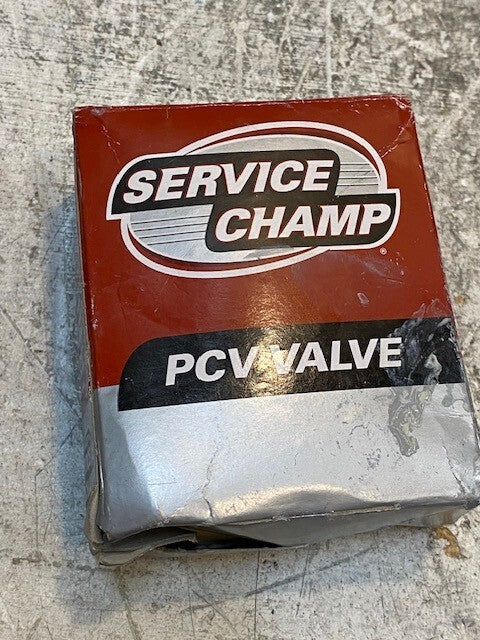 SERVICE
CHAMP
®
PCV VALVE